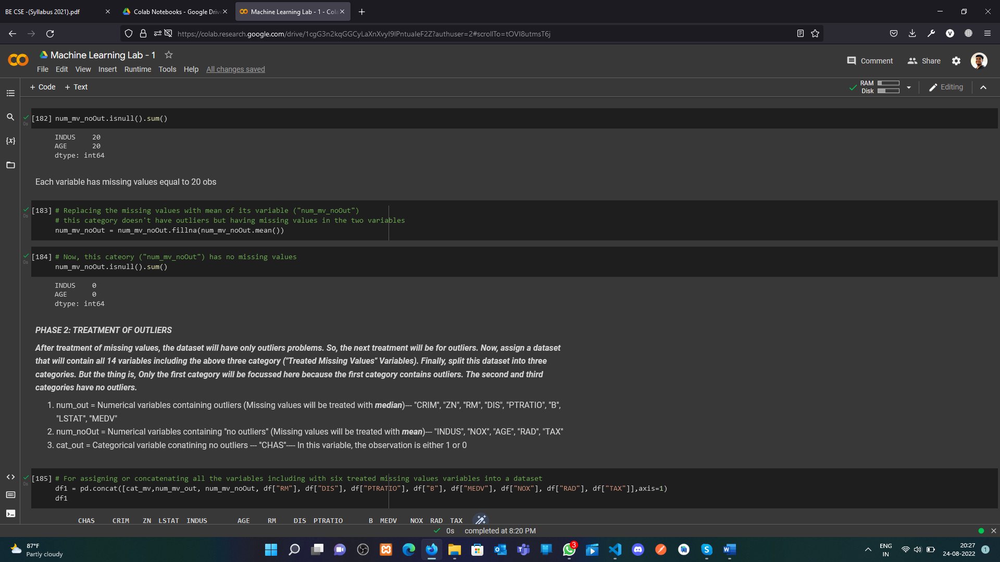 BE CSE -(Syllabus 2021).pdf
Colab Notebooks - Google Driv
Machine Learning Lab - 1 - Cola
https://colab.research.google.com/drive/1cgG3n2kqGGCyLaXnXvyI9lPntuaIeF2Z?authuser=2#scrollTo=tOVI8utmsT6j
Machine Learning Lab - 1
File Edit View Insert Runtime Tools Help All changes saved
Comment
Share
+ Code + Text
RAM
Disk
Editing
[182] num_mv_noOut.isnull().sum()
0s
INDUS 20
AGE 20
dtype: int64
Each variable has missing values equal to 20 obs
[183] # Replacing the missing values with mean of its variable ("num_mv_noOut")
0s
# this category doesn't have outliers but having missing values in the two variables
num_mv_noOut = num_mv_noOut.fillna(num_mv_noOut.mean())
[184] # Now, this cateory ("num_mv_noOut") has no missing values
0s
num_mv_noOut.isnull().sum()
INDUS 0
AGE 0
dtype: int64
PHASE 2: TREATMENT OF OUTLIERS
After treatment of missing values, the dataset will have only outliers problems. So, the next treatment will be for outliers. Now, assign a dataset
that will contain all 14 variables including the above three category ("Treated Missing Values" Variables). Finally, split this dataset into three
categories. But the thing is, Only the first category will be focussed here because the first category contains outliers. The second and third
categories have no outliers.
1. num_out = Numerical variables containing outliers (Missing values will be treated with median)--- "CRIM", "ZN", "RM", "DIS", "PTRATIO", "B",
"LSTAT", "MEDV"
2. num_noOut = Numerical variables containing "no outliers" (Missing values will be treated with mean)--- "INDUS", "NOX", "AGE", "RAD", "TAX"
3. cat_out = Categorical variable conatining no outliers --- "CHAS"---- In this variable, the observation is either 1 or 0
[185] # For assigning or concatenating all the variables including with six treated missing values variables into a dataset
0s
df1 = pd.concat([cat_mv,num_mv_out, num_mv_noOut, df["RM"], df["DIS"], df["PTRATIO"], df["B"], df["MEDV"], df["NOX"], df["RAD"], df["TAX"]],axis=1)
df1
CHAS CRIM ZN LSTAT INDUS AGE RM DIS PTRATIO B MEDV NOX RAD TAX
0s completed at 8:20 PM
87°F
Partly cloudy
3
ENG
IN
20:27
24-08-2022
1